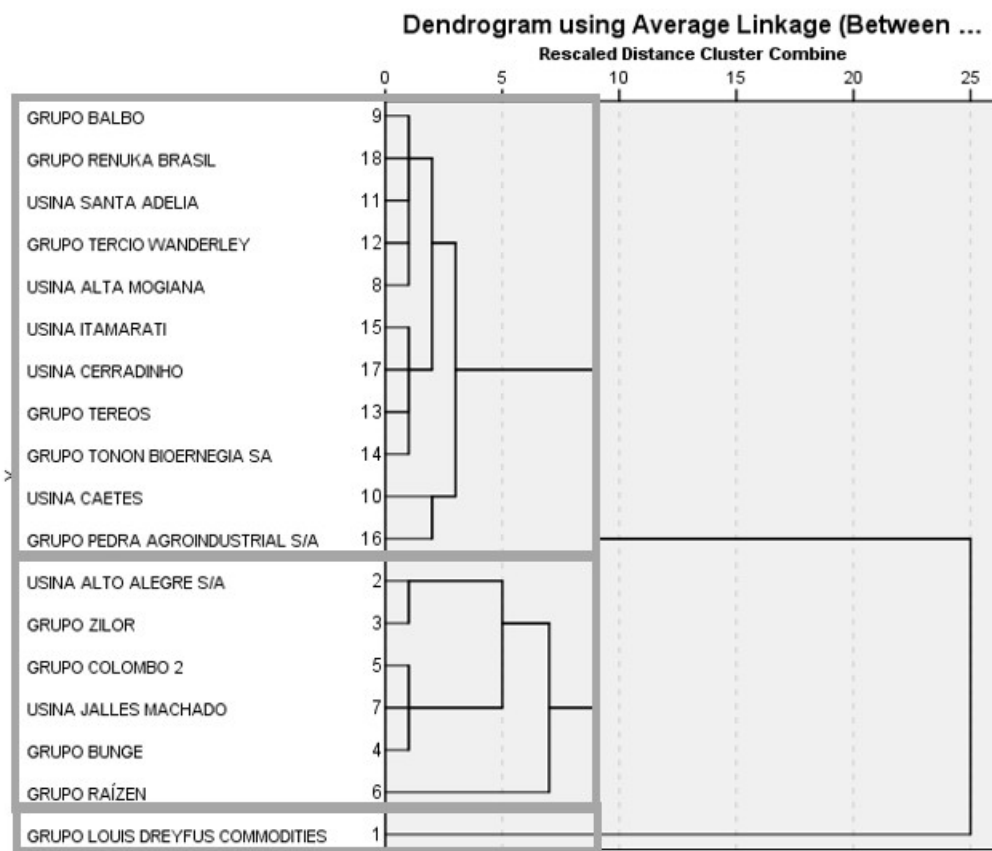 Dendrogram using Average Linkage (Between ...
Rescaled Distance Cluster Combine
0 5 10 15 20 25
GRUPO BALBO 9
GRUPO RENUKA BRASIL 18
USINA SANTA ADELIA 11
GRUPO TERCIO WANDERLEY 12
USINA ALTA MOGIANA 8
USINA ITAMARATI 15
USINA CERRADINHO 17
GRUPO TEREOS 13
GRUPO TONON BIOERNEGIA SA 14
Y
USINA CAETES 10
GRUPO PEDRA AGROINDUSTRIAL S/A 16
USINA ALTO ALEGRE S/A 2
GRUPO ZILOR 3
GRUPO COLOMBO 2 5
USINA JALLES MACHADO 7
GRUPO BUNGE 4
GRUPO RAÍZEN 6
GRUPO LOUIS DREYFUS COMMODITIES 1